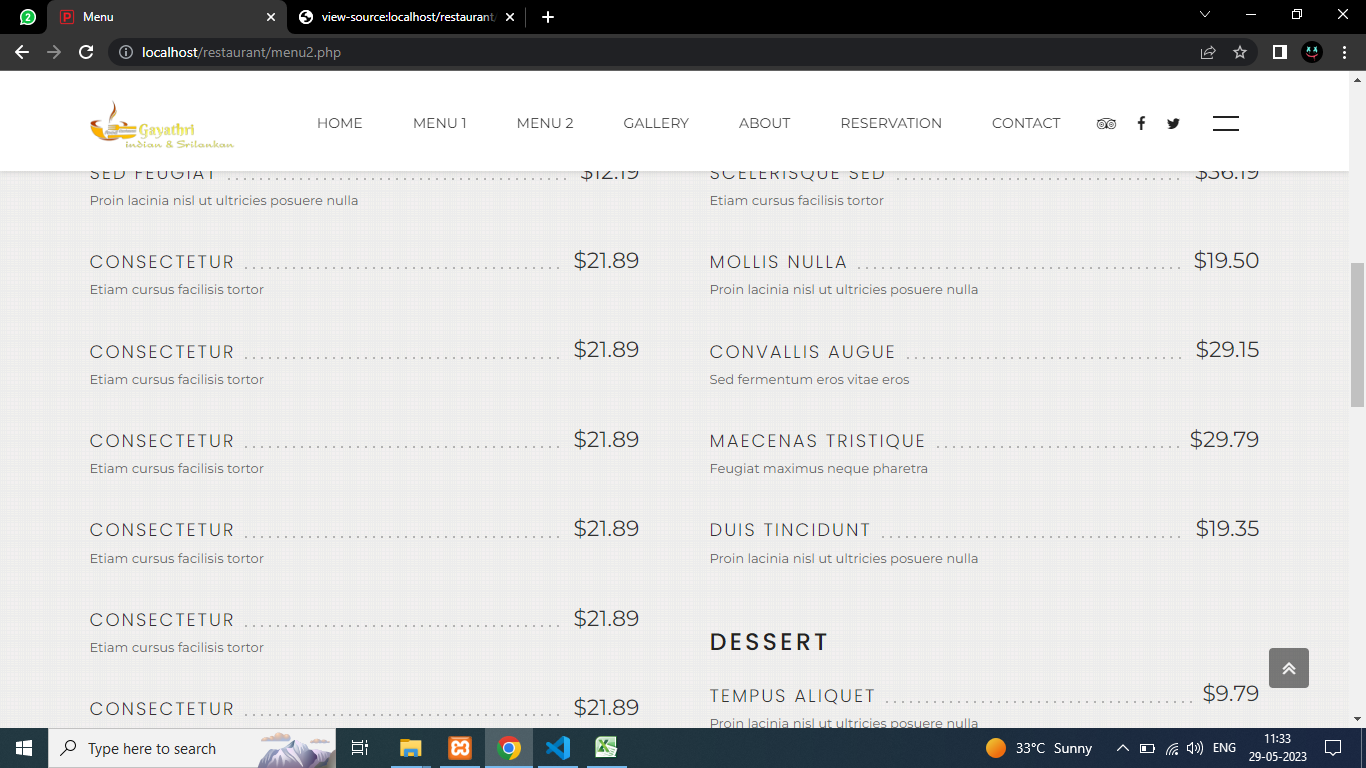 2
Menu
view-source:localhost/restaurant/
localhost/restaurant/menu2.php
Gayathri
indian & Srilankan
HOME
MENU 1
MENU 2
GALLERY
ABOUT
RESERVATION
CONTACT
SED FEUGIAT $12.19
Proin lacinia nisl ut ultricies posuere nulla
CONSECTETUR $21.89
Etiam cursus facilisis tortor
CONSECTETUR $21.89
Etiam cursus facilisis tortor
CONSECTETUR $21.89
Etiam cursus facilisis tortor
CONSECTETUR $21.89
Etiam cursus facilisis tortor
CONSECTETUR $21.89
Etiam cursus facilisis tortor
CONSECTETUR $21.89
SCELERISQUE SED $36.19
Etiam cursus facilisis tortor
MOLLIS NULLA $19.50
Proin lacinia nisl ut ultricies posuere nulla
CONVALLIS AUGUE $29.15
Sed fermentum eros vitae eros
MAECENAS TRISTIQUE $29.79
Feugiat maximus neque pharetra
DUIS TINCIDUNT $19.35
Proin lacinia nisl ut ultricies posuere nulla
DESSERT
TEMPUS ALIQUET $9.79
Proin lacinia nisl ut ultricies posuere nulla
Type here to search
33°C Sunny
ENG
11:33
29-05-2023